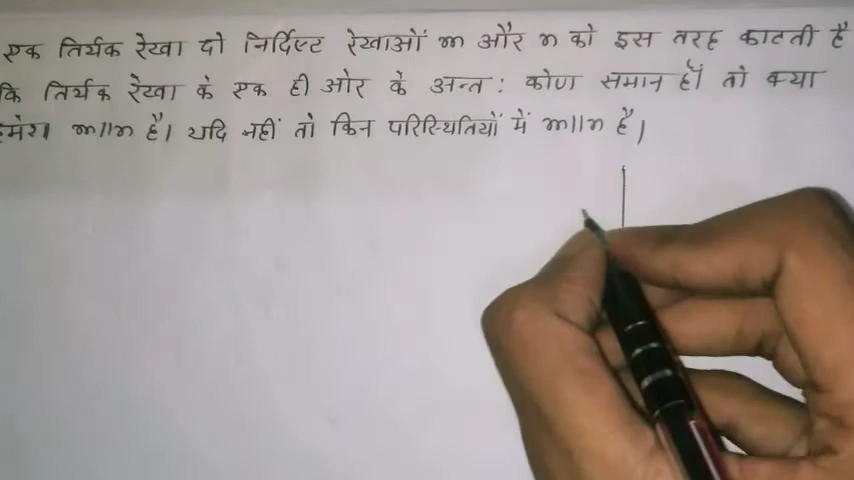 एक तिर्यक रेखा दो निर्दिष्ट रेखाओं m और n को इस तरह काटती है
कि तिर्यक रेखा के एक ही ओर के अन्त: कोण समान हों तो क्या
हमेशा m||n है। यदि नहीं तो किन परिस्थितियों में m||n है।